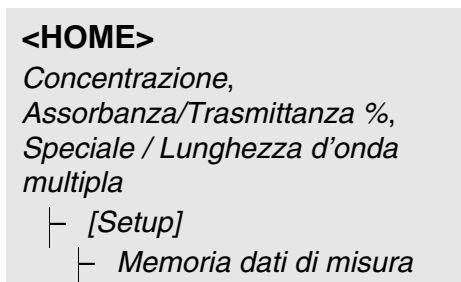 <HOME>
Concentrazione,
Assorbanza/Trasmittanza %,
Speciale / Lunghezza d'onda
multipla
[Setup]
Memoria dati di misura